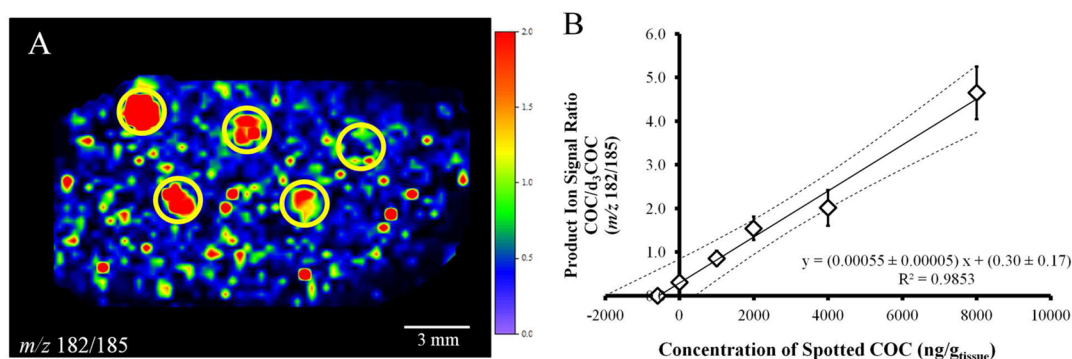 A
2.0
1.5
1.0
0.5
0.0
3 mm
m/z 182/185
B
Product Ion Signal Ratio
COC/d₃COC
(m/z 182/185)
6.0
5.0
4.0
3.0
2.0
1.0
y = (0.00055 ± 0.00005) x + (0.30 ± 0.17)
R² = 0.9853
-2000 0 2000 4000 6000 8000 10000
Concentration of Spotted COC (ng/gtissue)